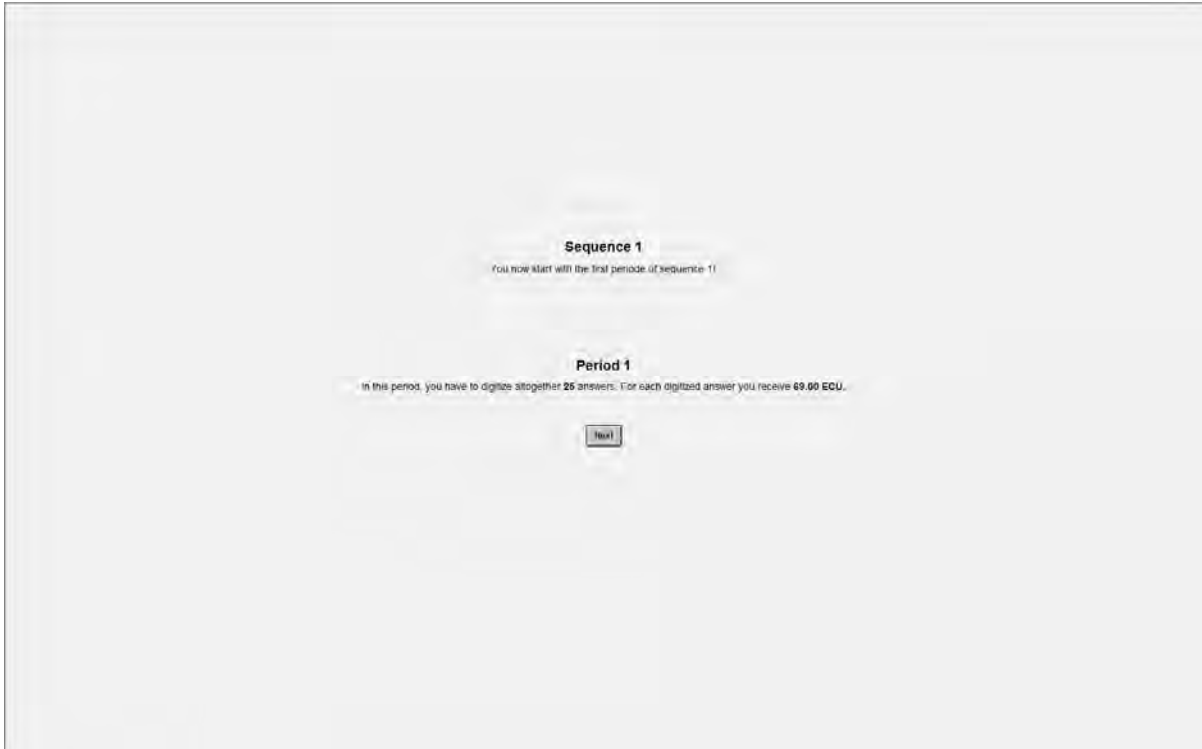 Sequence 1
You now start with the first periode of sequence 1!
Period 1
In this period, you have to digitize altogether 25 answers. For each digitized answer you receive 69.00 ECU.
Next